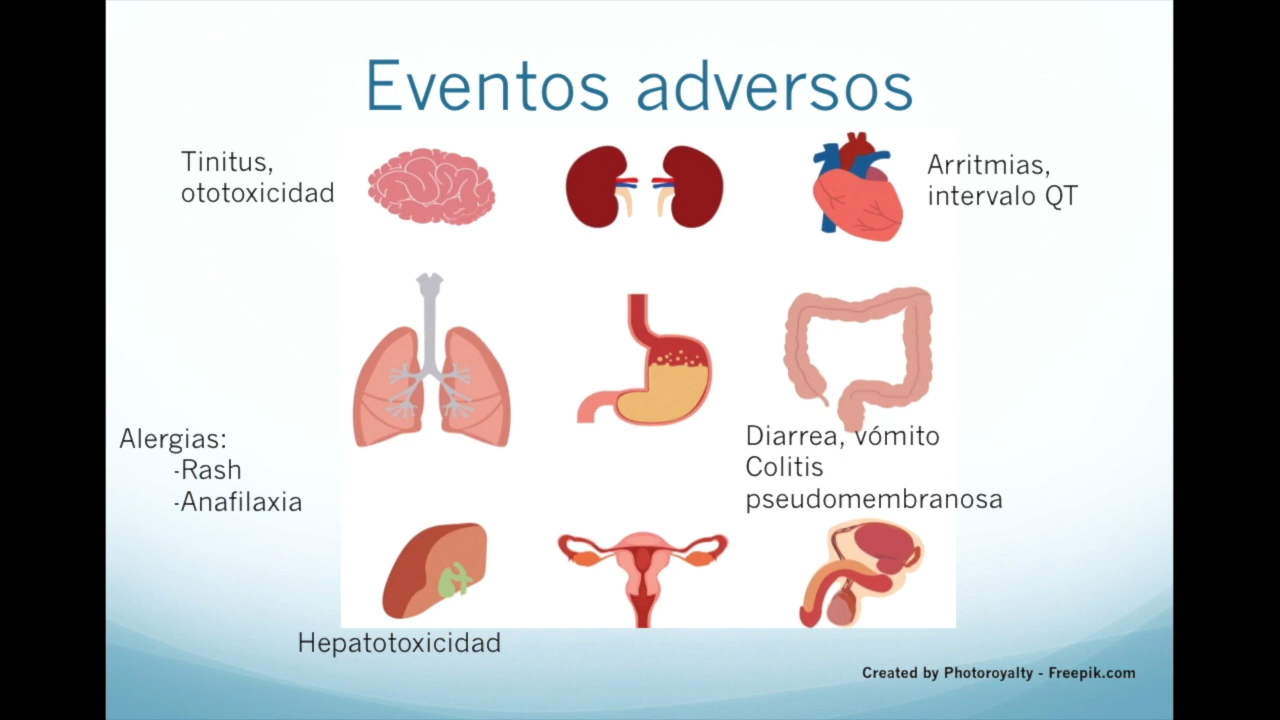 Eventos adversos
Tinitus,
ototoxicidad
Arritmias,
intervalo QT
Alergias:
-Rash
-Anafilaxia
Diarrea, vómito
Colitis
pseudomembranosa
Hepatotoxicidad
Created by Photoroyalty - Freepik.com